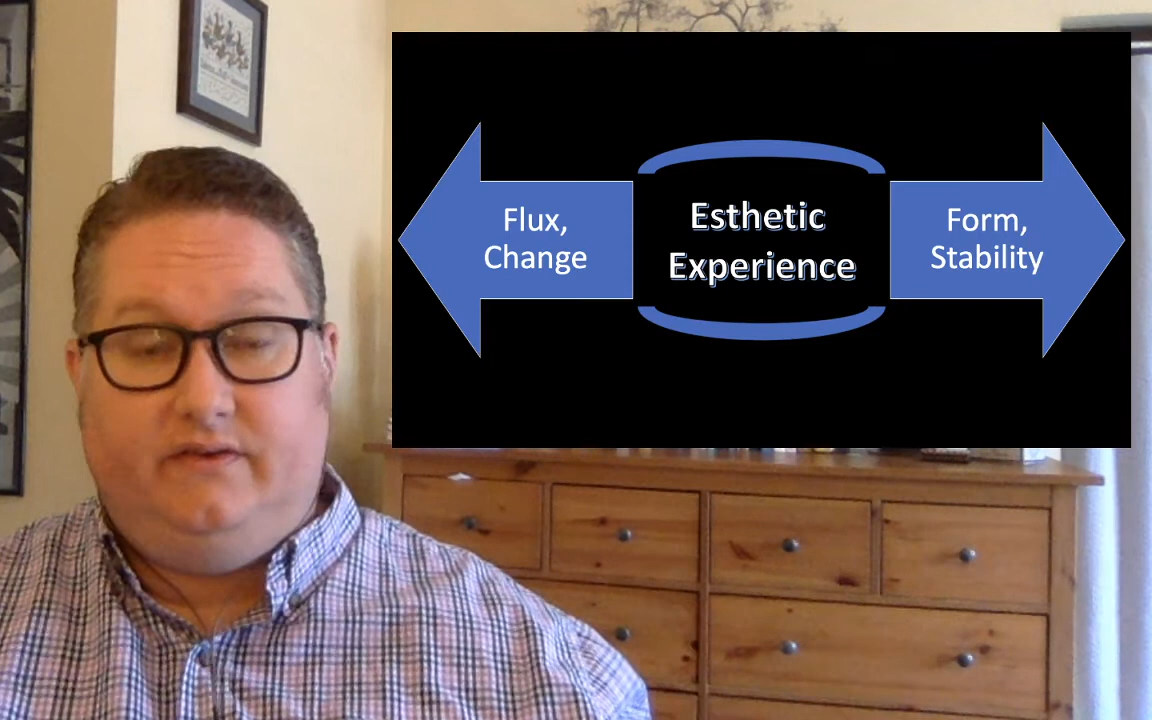 Flux,
Change
Esthetic
Experience
Form,
Stability